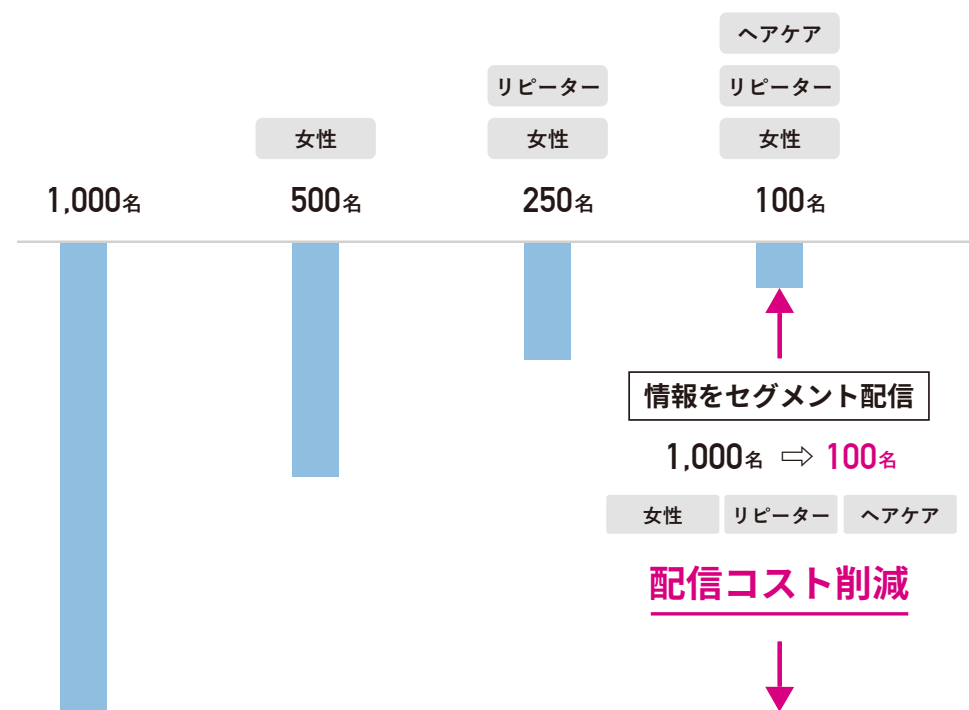 ヘアケア
リピーター リピーター
女性 女性 女性
1,000名 500名 250名 100名
情報をセグメント配信
1,000名 ⇨ 100名
女性 リピーター ヘアケア
配信コスト削減